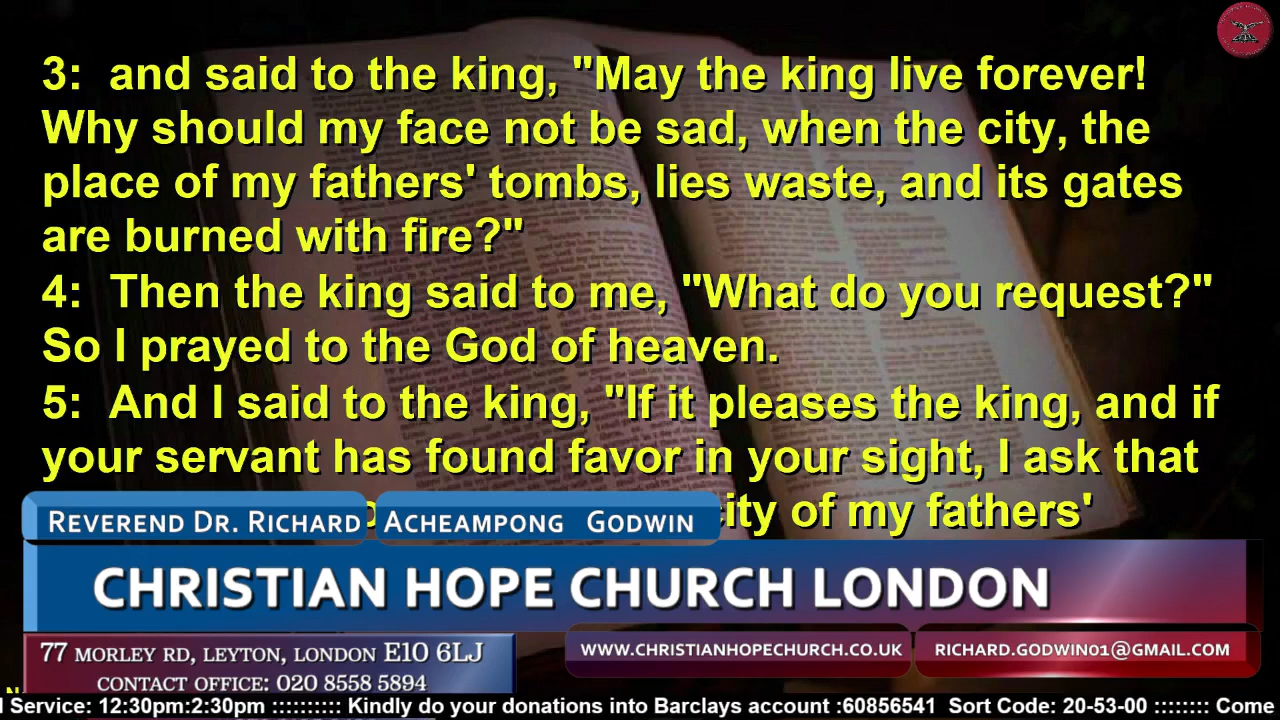 3: and said to the king, "May the king live forever!
Why should my face not be sad, when the city, the
place of my fathers' tombs, lies waste, and its gates
are burned with fire?"
4: Then the king said to me, "What do you request?"
So I prayed to the God of heaven.
5: And I said to the king, "If it pleases the king, and if
your servant has found favor in your sight, I ask that
city of my fathers'
REVEREND DR. RICHARD ACHEAMPONG GODWIN
CHRISTIAN HOPE CHURCH LONDON
77 MORLEY RD, LEYTON, LONDON E10 6LJ
CONTACT OFFICE: 020 8558 5894
WWW.CHRISTIANHOPECHURCH.CO.UK
RICHARD.GODWIN01@GMAIL.COM
l Service: 12:30pm:2:30pm :::::::::: Kindly do your donations into Barclays account :60856541 Sort Code: 20-53-00 :::::::: Come